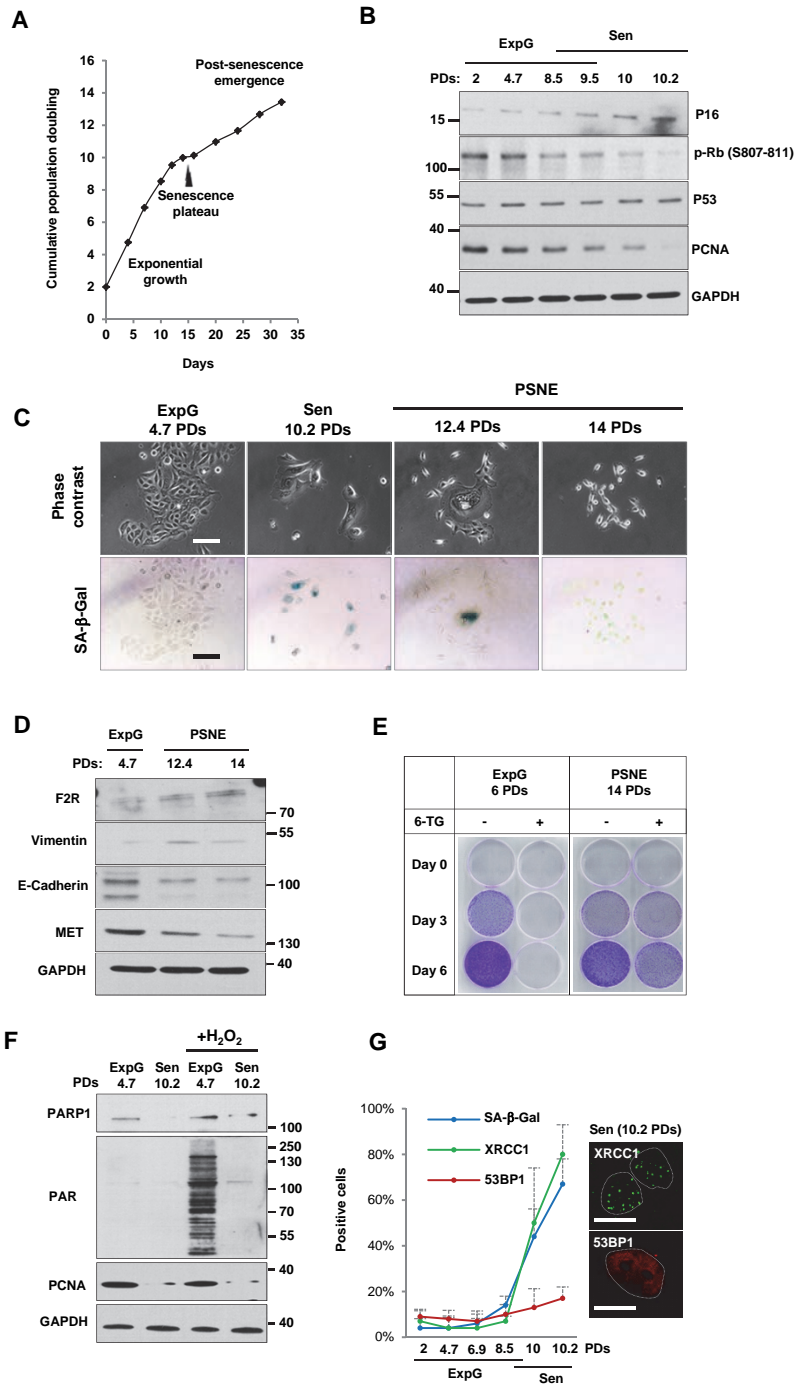 A
Cumulative population doubling
16
14
12
10
8
6
4
2
0
Post-senescence
emergence
Senescence
plateau
Exponential
growth
0 5 10 15 20 25 30 35
Days
B
Sen
ExpG
PDs: 2 4.7 8.5 9.5 10 10.2
15
P16
100
p-Rb (S807-811)
55
P53
40
PCNA
40
GAPDH
C
PSNE
ExpG
4.7 PDs
Sen
10.2 PDs
12.4 PDs
14 PDs
Phase
contrast
SA-β-Gal
D
ExpG PSNE
PDs: 4.7 12.4 14
F2R
70
Vimentin
55
E-Cadherin
100
MET
130
GAPDH
40
E
ExpG
6 PDs
PSNE
14 PDs
6-TG - + - +
Day 0
Day 3
Day 6
F
+H₂O₂
ExpG Sen ExpG Sen
PDs 4.7 10.2 4.7 10.2
PARP1
100
PAR
250
130
100
70
55
PCNA
40
GAPDH
40
G
Positive cells
100%
80%
60%
40%
20%
0%
SA-β-Gal
XRCC1
53BP1
2 4.7 6.9 8.5 10 10.2 PDs
ExpG Sen
Sen (10.2 PDs)
XRCC1
53BP1